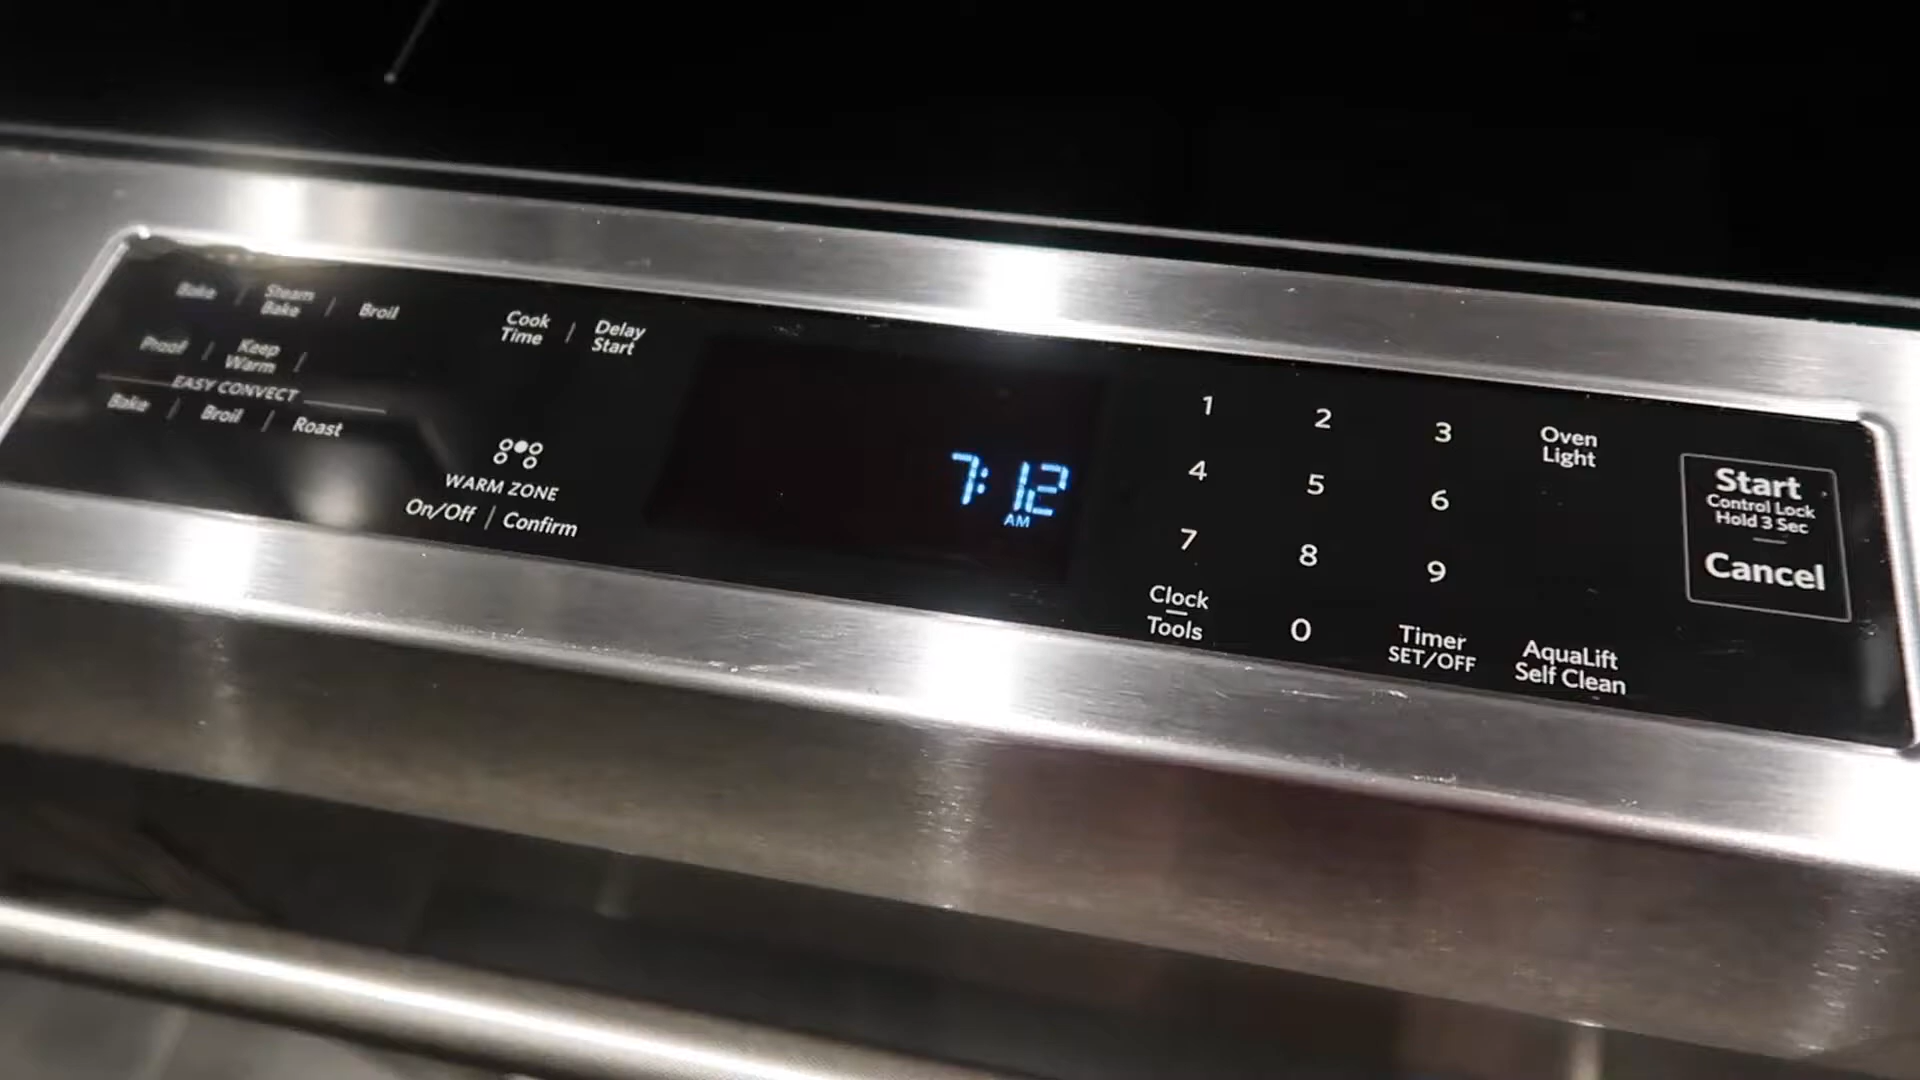 Bake | Steam Bake | Broil
Proof | Keep Warm |
EASY CONVECT
Bake | Broil | Roast
Cook Time | Delay Start
WARM ZONE
On/Off | Confirm
7:12
AM
1 2 3
4 5 6
7 8 9
0
Clock
Tools
Timer
SET/OFF
Oven
Light
AquaLift
Self Clean
Start
Control Lock
Hold 3 Sec
Cancel